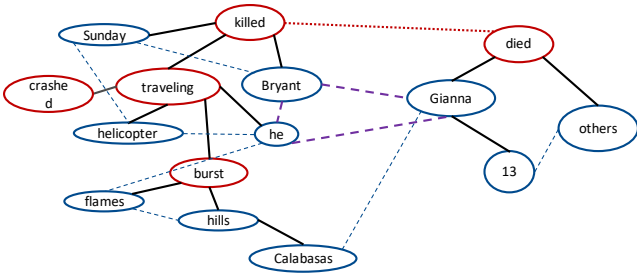 killed
Sunday
died
crashe
d
traveling
Bryant
Gianna
helicopter
he
others
burst
13
flames
hills
Calabasas